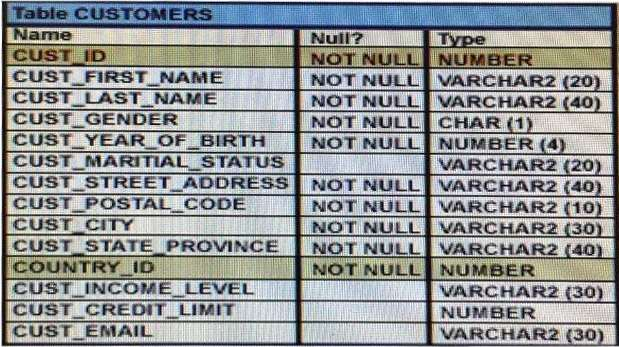 Table CUSTOMERS
Name Null? Type
CUST_ID NOT NULL NUMBER
CUST_FIRST_NAME NOT NULL VARCHAR2 (20)
CUST_LAST_NAME NOT NULL VARCHAR2 (40)
CUST_GENDER NOT NULL CHAR (1)
CUST_YEAR_OF_BIRTH NOT NULL NUMBER (4)
CUST_MARITIAL_STATUS VARCHAR2 (20)
CUST_STREET_ADDRESS NOT NULL VARCHAR2 (40)
CUST_POSTAL_CODE NOT NULL VARCHAR2 (10)
CUST_CITY NOT NULL VARCHAR2 (30)
CUST_STATE_PROVINCE NOT NULL VARCHAR2 (40)
COUNTRY_ID NOT NULL NUMBER
CUST_INCOME_LEVEL VARCHAR2 (30)
CUST_CREDIT_LIMIT NUMBER
CUST_EMAIL VARCHAR2 (30)